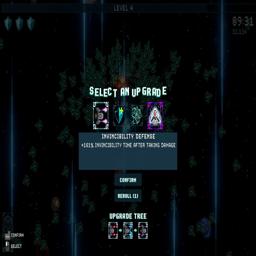 LEVEL 4
09:31
SELECT AN UPGRADE
INVINCIBILITY DEFENSE
INVINCIBILITY TIME AFTER TAKING DAMAGE
CONFIRM
REROLL (1)
UPGRADE TREE
CONFIRM
SELECT